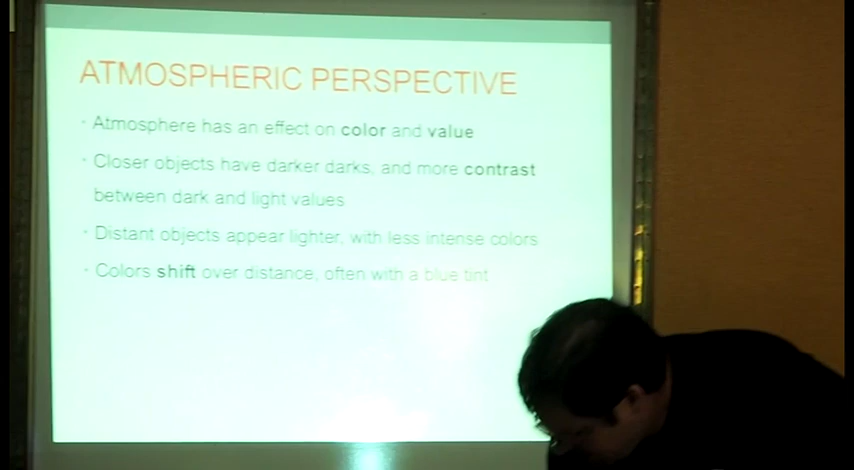 ATMOSPHERIC PERSPECTIVE
• Atmosphere has an effect on color and value
• Closer objects have darker darks, and more contrast
between dark and light values
• Distant objects appear lighter, with less intense colors
• Colors shift over distance, often with a blue tint